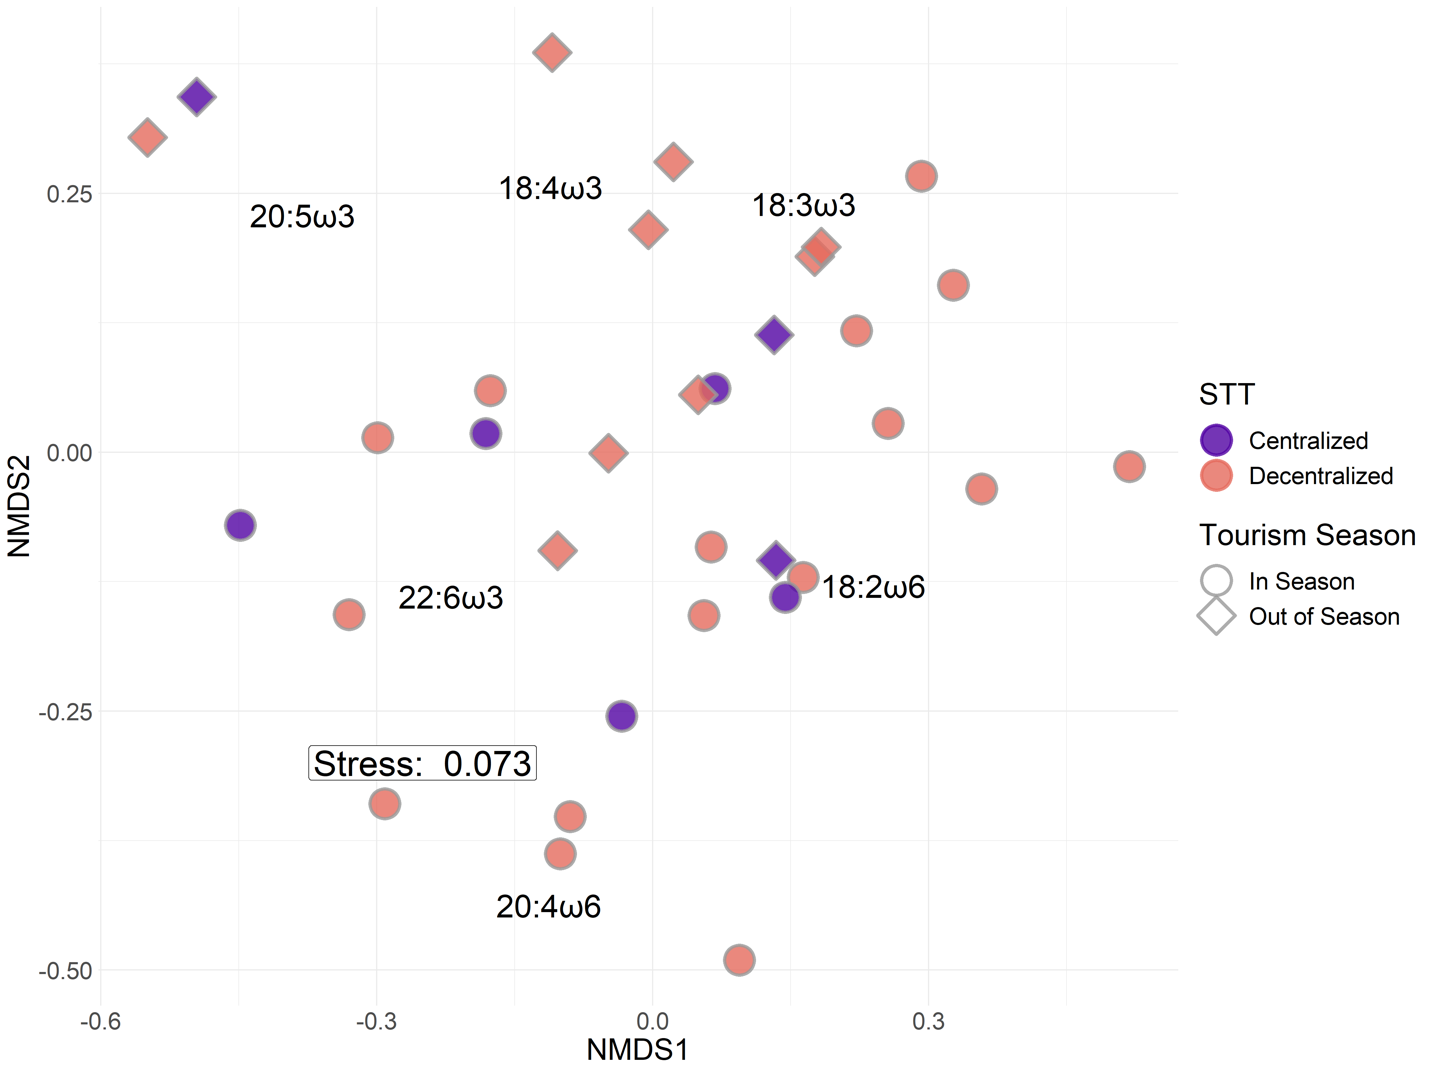 18:4ω3
18:3ω3
20:5ω3
22:6ω3
18:2ω6
Stress: 0.073
20:4ω6
0.25
0.00
-0.25
-0.50
NMDS2
-0.6
-0.3
0.0
0.3
NMDS1
STT
Centralized
Decentralized
Tourism Season
In Season
Out of Season